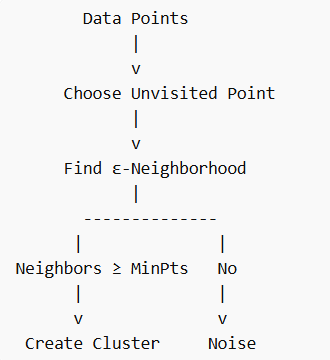 Data Points
|
v
Choose Unvisited Point
|
v
Find ε-Neighborhood
|
--------------
| |
Neighbors ≥ MinPts No
| |
v v
Create Cluster Noise